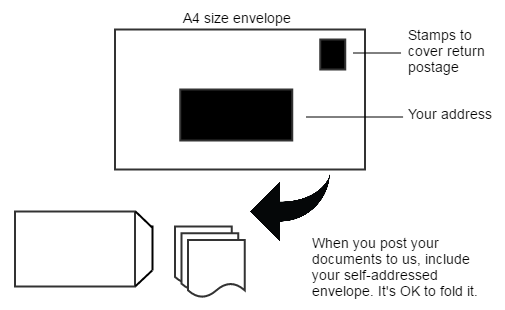 A4 size envelope
Stamps to
cover return
postage
Your address
When you post your
documents to us, include
your self-addressed
envelope. It's OK to fold it.